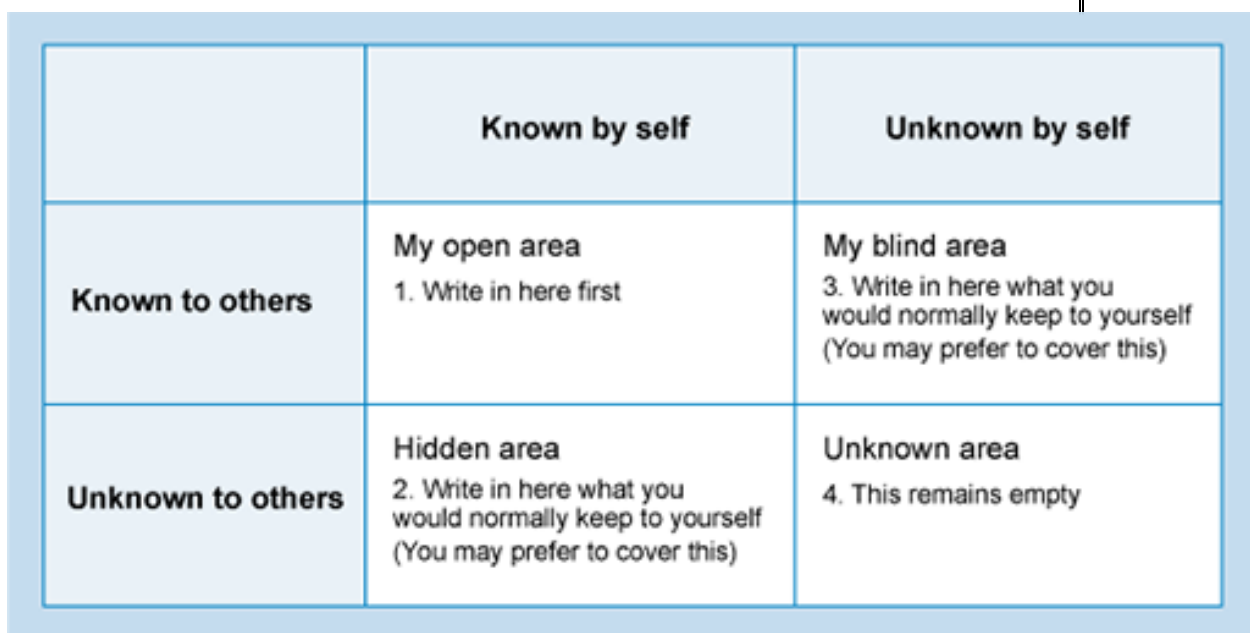 Known by self
Unknown by self
Known to others
My open area
1. Write in here first
My blind area
3. Write in here what you
would normally keep to yourself
(You may prefer to cover this)
Unknown to others
Hidden area
2. Write in here what you
would normally keep to yourself
(You may prefer to cover this)
Unknown area
4. This remains empty